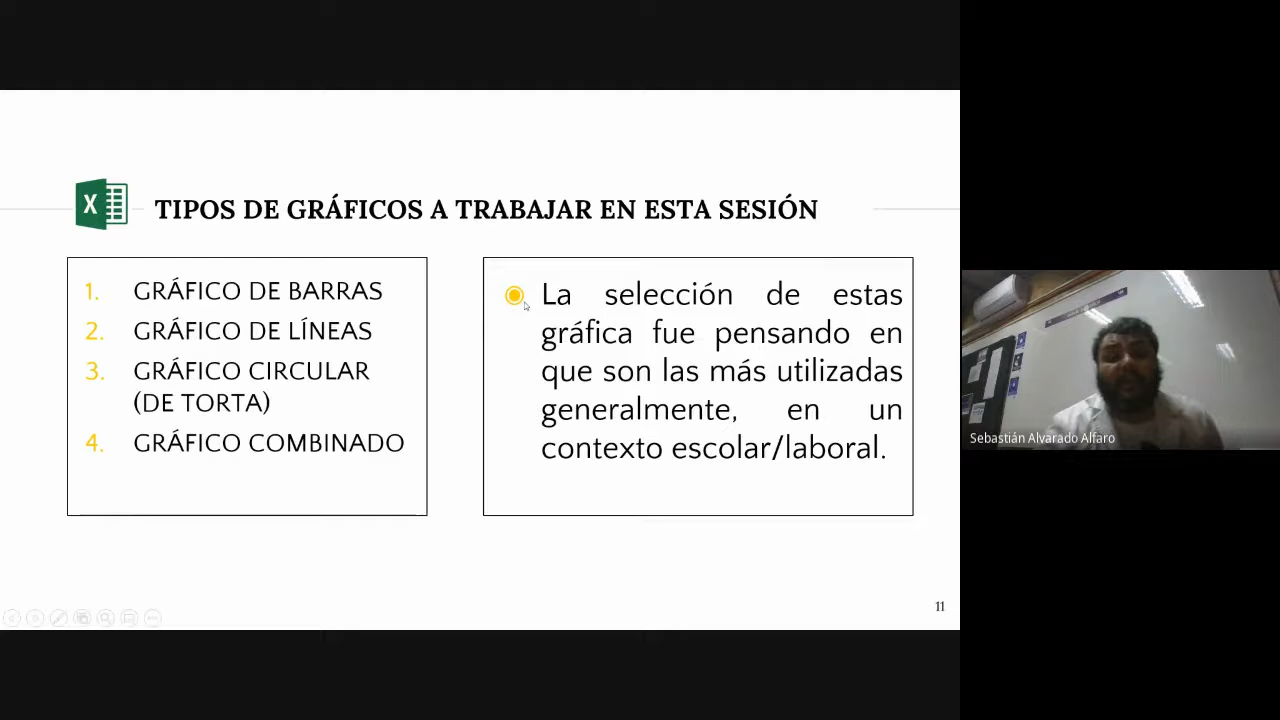 X
TIPOS DE GRÁFICOS A TRABAJAR EN ESTA SESIÓN
1. GRÁFICO DE BARRAS
2. GRÁFICO DE LÍNEAS
3. GRÁFICO CIRCULAR
(DE TORTA)
4. GRÁFICO COMBINADO
La selección de estas
gráfica fue pensando en
que son las más utilizadas
generalmente, en un
contexto escolar/laboral.
11
Sebastián Alvarado Alfaro